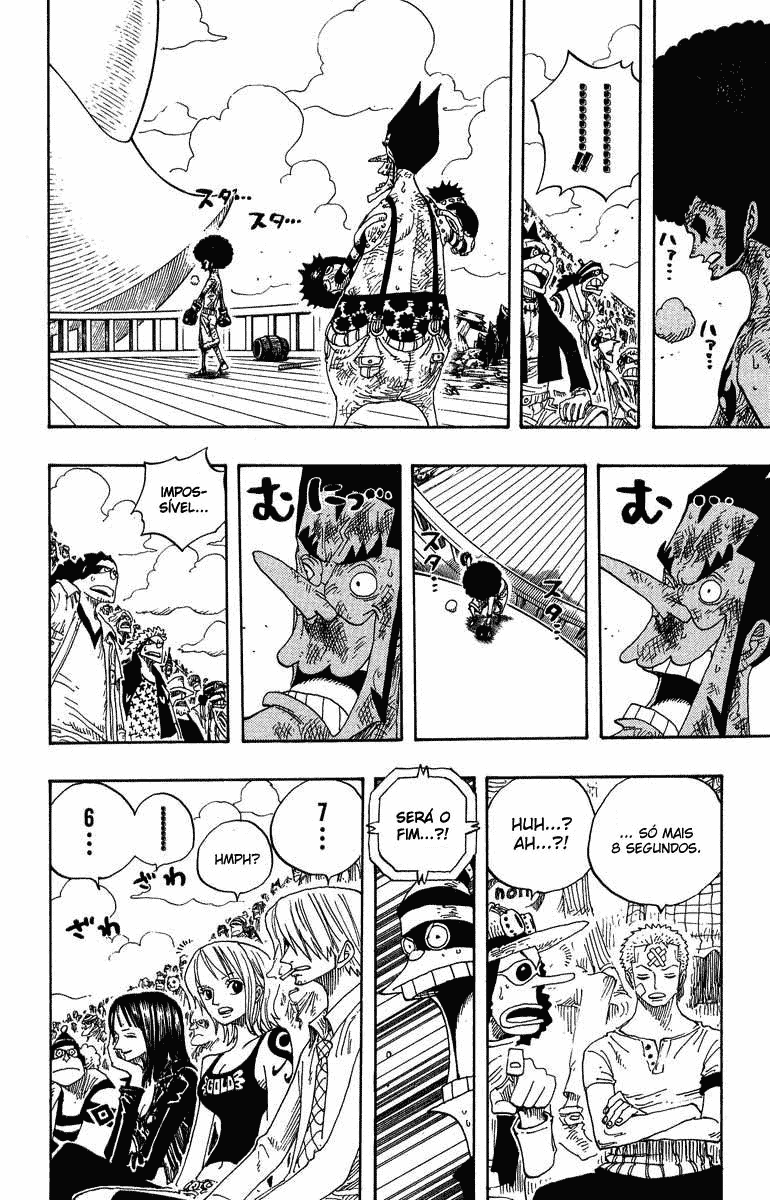 ハァ…
ハァ…
……………!!
スタ…
スタ…
む
にっ…
スタ…
スタ…
む
IMPOS-
SÍVEL...
... SÓ MAIS
8 SEGUNDOS.
HUH...?
AH...?!
SERÁ O
FIM...?!
7
...
HMPH?
ざわ
6
...
ざわ
GOLD